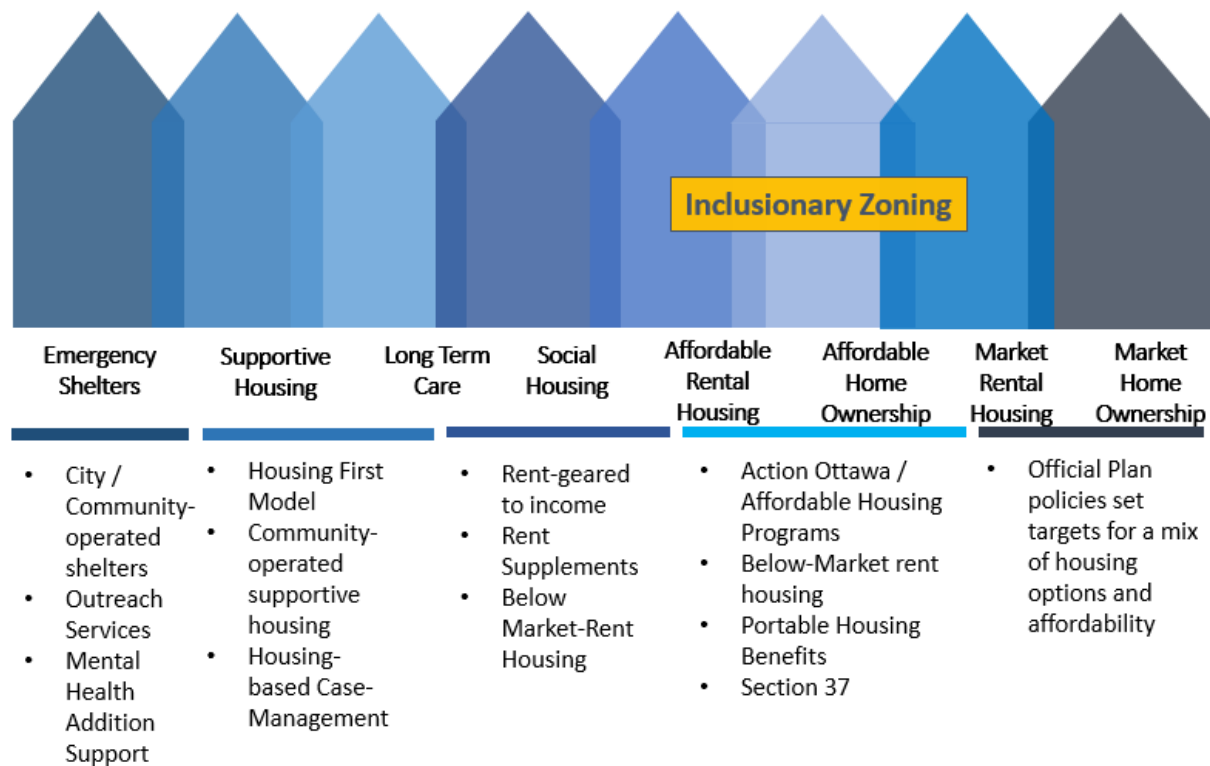 Inclusionary Zoning
Emergency
Shelters
Supportive
Housing
Long Term
Care
Social
Housing
Affordable
Rental
Housing
Affordable
Home
Ownership
Market
Rental
Housing
Market
Home
Ownership
• City /
Community-
operated
shelters
• Outreach
Services
• Mental
Health
Addition
Support
• Housing First
Model
• Community-
operated
supportive
housing
• Housing-
based Case-
Management
• Rent-geared
to income
• Rent
Supplements
• Below
Market-Rent
Housing
• Action Ottawa /
Affordable Housing
Programs
• Below-Market rent
housing
• Portable Housing
Benefits
• Section 37
• Official Plan
policies set
targets for a mix
of housing
options and
affordability